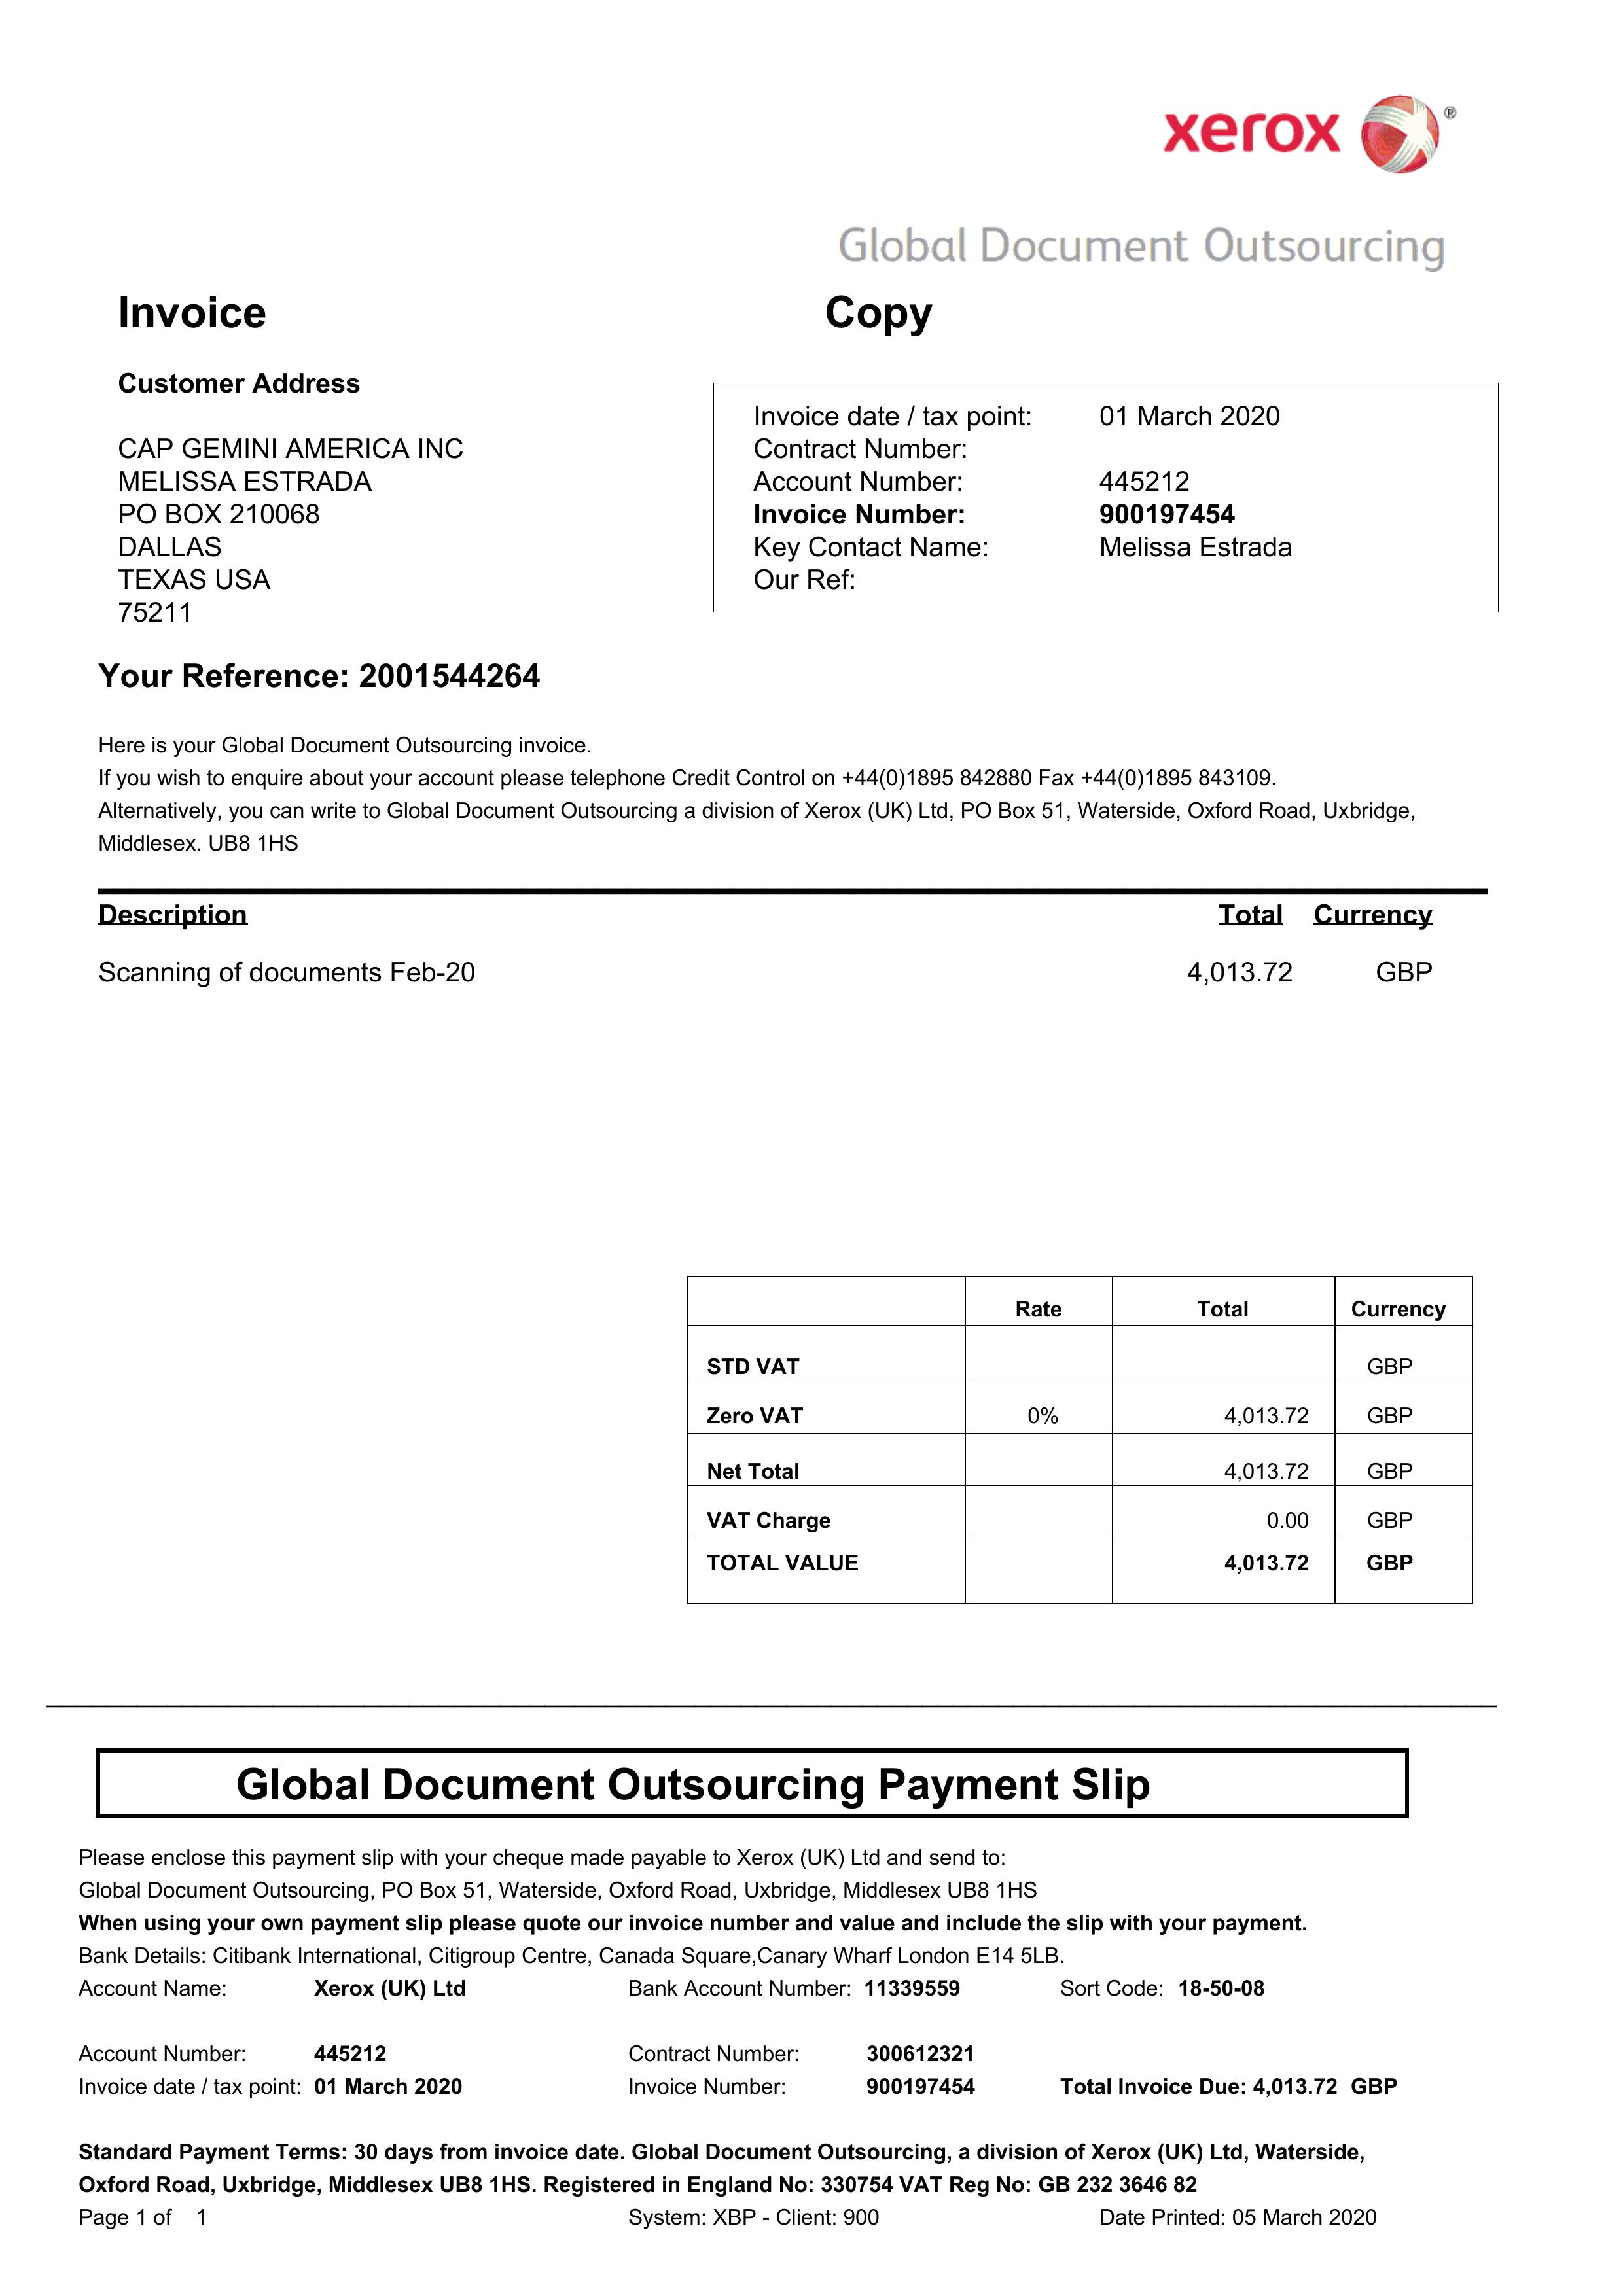 xerox ®
Global Document Outsourcing
Invoice Copy
Customer Address
CAP GEMINI AMERICA INC
MELISSA ESTRADA
PO BOX 210068
DALLAS
TEXAS USA
75211
Invoice date / tax point: 01 March 2020
Contract Number:
Account Number: 445212
Invoice Number: 900197454
Key Contact Name: Melissa Estrada
Our Ref:
Your Reference: 2001544264
Here is your Global Document Outsourcing invoice.
If you wish to enquire about your account please telephone Credit Control on +44(0)1895 842880 Fax +44(0)1895 843109.
Alternatively, you can write to Global Document Outsourcing a division of Xerox (UK) Ltd, PO Box 51, Waterside, Oxford Road, Uxbridge,
Middlesex. UB8 1HS
Description Total Currency
Scanning of documents Feb-20 4,013.72 GBP
Rate Total Currency
STD VAT GBP
Zero VAT 0% 4,013.72 GBP
Net Total 4,013.72 GBP
VAT Charge 0.00 GBP
TOTAL VALUE 4,013.72 GBP
Global Document Outsourcing Payment Slip
Please enclose this payment slip with your cheque made payable to Xerox (UK) Ltd and send to:
Global Document Outsourcing, PO Box 51, Waterside, Oxford Road, Uxbridge, Middlesex UB8 1HS
When using your own payment slip please quote our invoice number and value and include the slip with your payment.
Bank Details: Citibank International, Citigroup Centre, Canada Square,Canary Wharf London E14 5LB.
Account Name: Xerox (UK) Ltd Bank Account Number: 11339559 Sort Code: 18-50-08
Account Number: 445212 Contract Number: 300612321
Invoice date / tax point: 01 March 2020 Invoice Number: 900197454 Total Invoice Due: 4,013.72 GBP
Standard Payment Terms: 30 days from invoice date. Global Document Outsourcing, a division of Xerox (UK) Ltd, Waterside,
Oxford Road, Uxbridge, Middlesex UB8 1HS. Registered in England No: 330754 VAT Reg No: GB 232 3646 82
Page 1 of 1 System: XBP - Client: 900 Date Printed: 05 March 2020